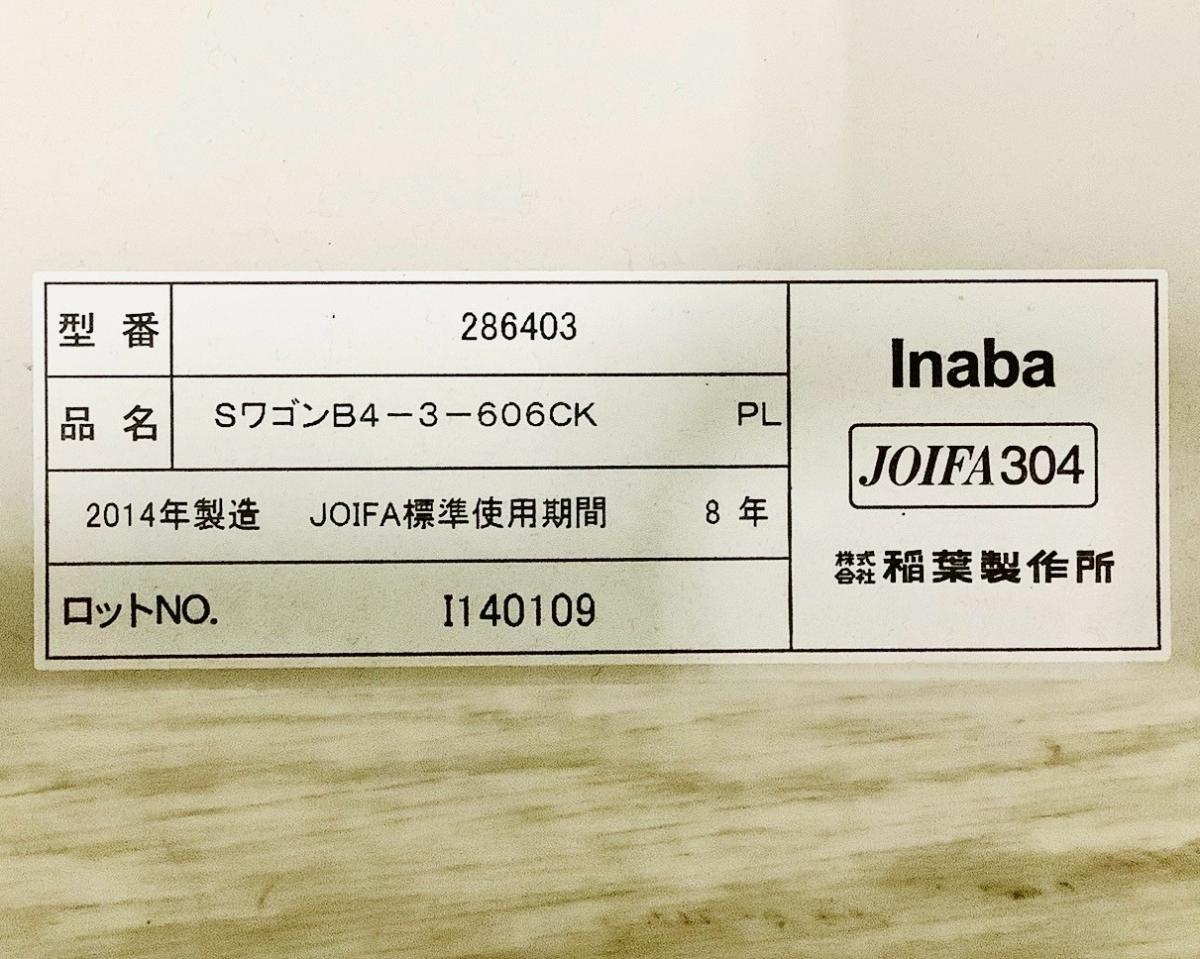 型番 286403
品名 SワゴンB4-3-606CK PL
2014年製造 JOIFA標準使用期間 8年
ロットNO. I140109
Inaba
JOIFA304
株式会社稲葉製作所